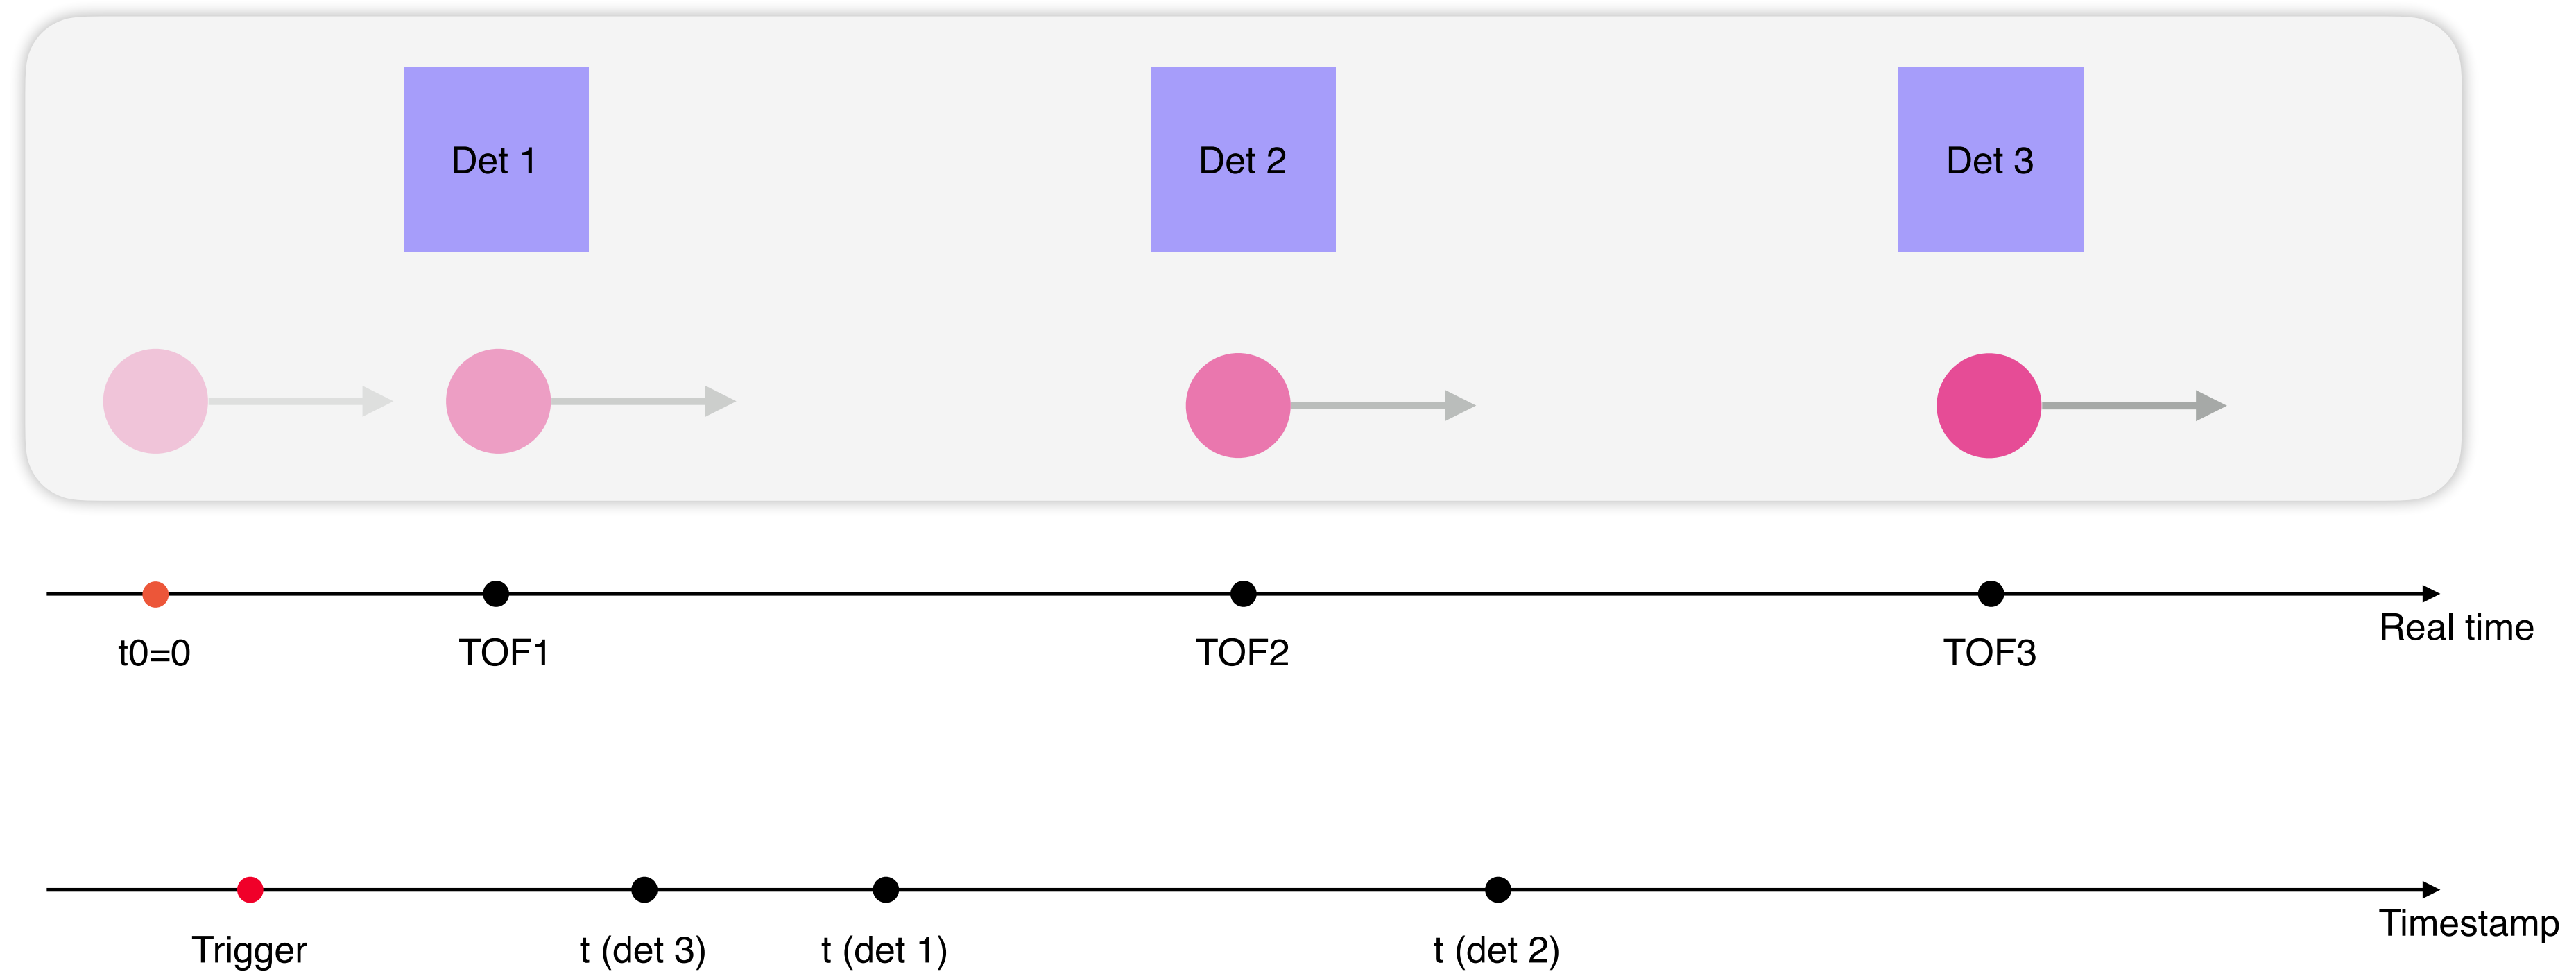 Det 1
Det 2
Det 3
t0=0
TOF1
TOF2
TOF3
Real time
Trigger
t (det 3)
t (det 1)
t (det 2)
Timestamp